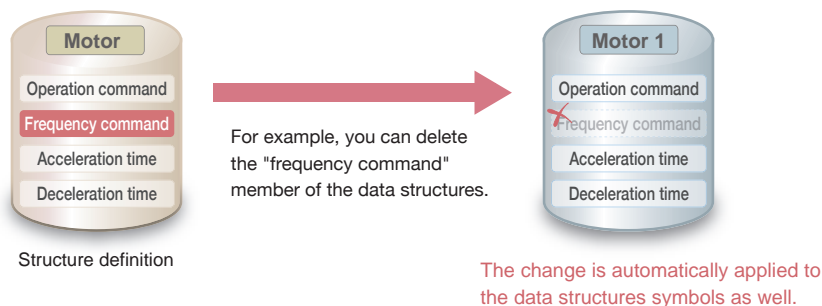 Motor
Operation command
Frequency command
Acceleration time
Deceleration time
Structure definition
For example, you can delete
the "frequency command"
member of the data structures.
Motor 1
Operation command
Frequency command
Acceleration time
Deceleration time
The change is automatically applied to
the data structures symbols as well.